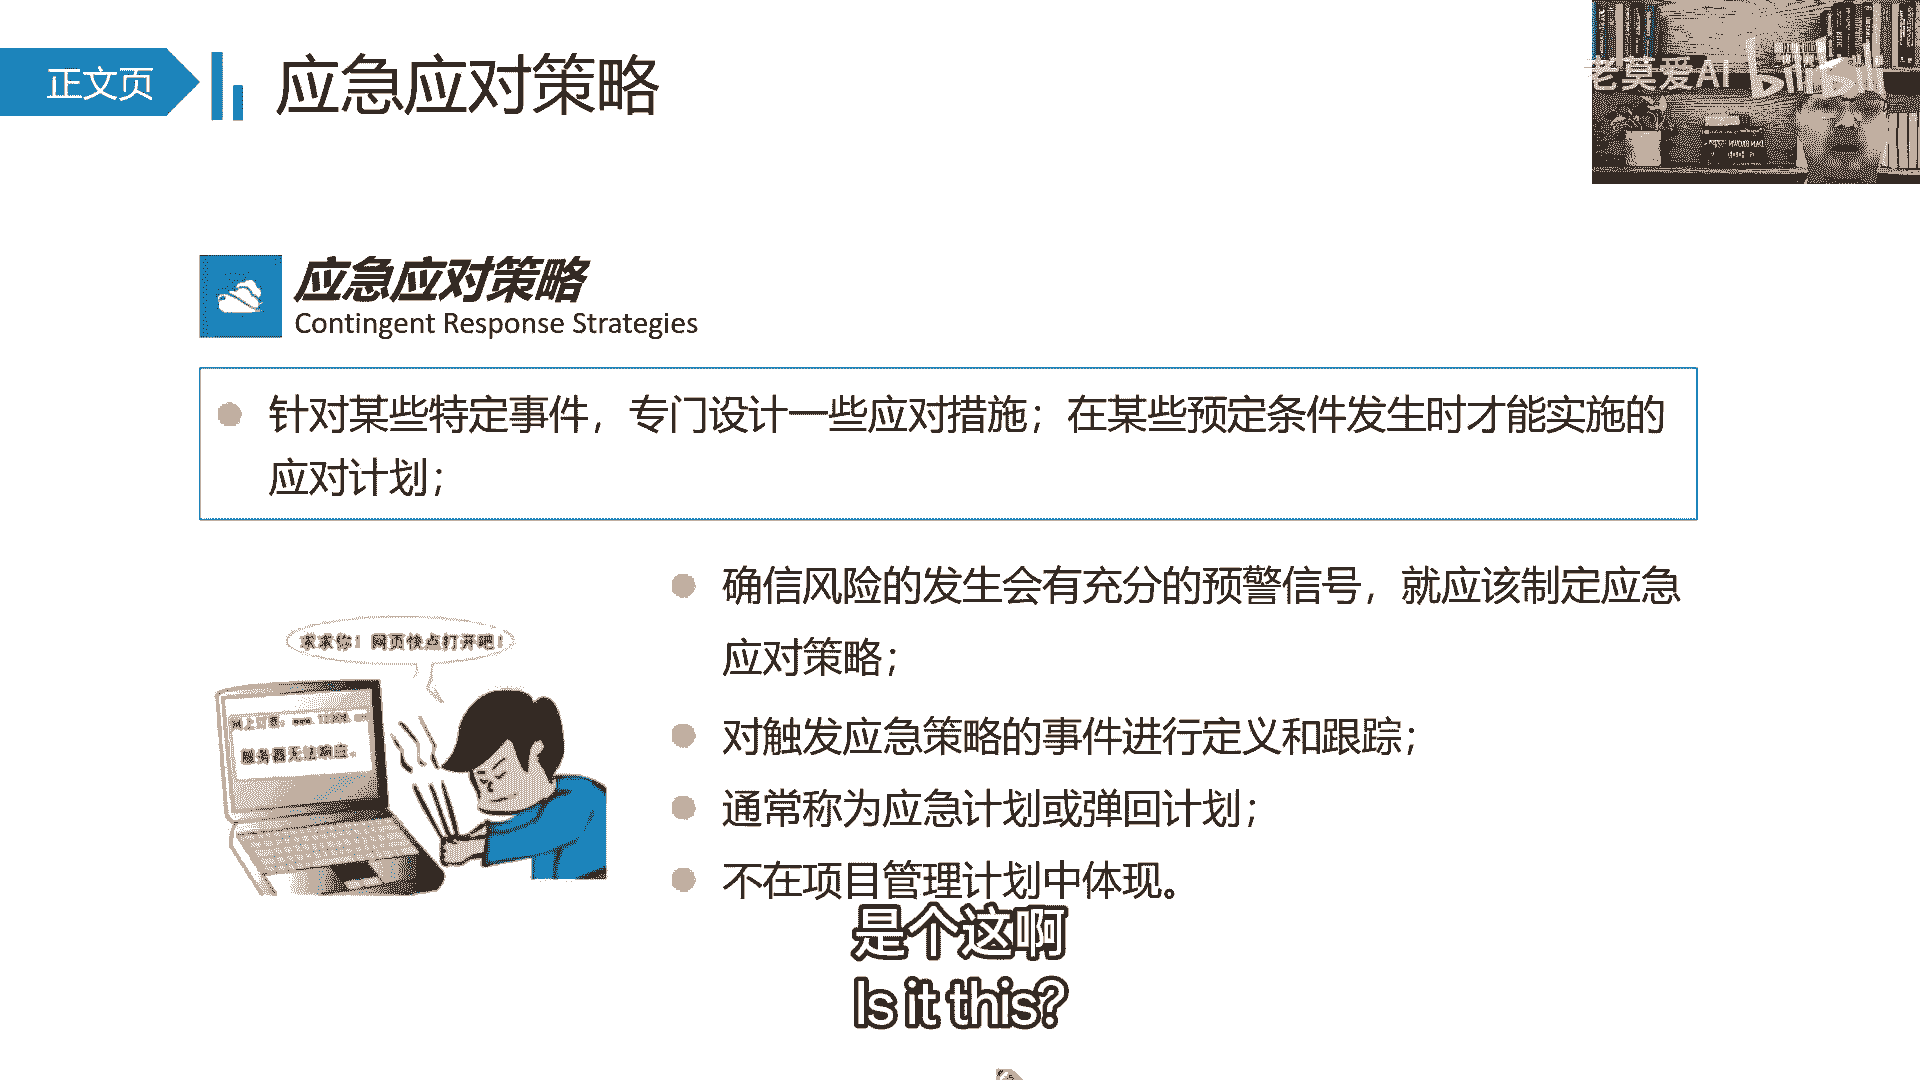 正文页
应急应对策略
老莫爱AI bilibili
应急应对策略
Contingent Response Strategies
针对某些特定事件，专门设计一些应对措施；在某些预定条件发生时才能实施的
应对计划；
确信风险的发生会有充分的预警信号，就应该制定应急
应对策略；
对触发应急策略的事件进行定义和跟踪；
通常称为应急计划或弹回计划；
不在项目管理计划中体现。
求求你！网页快点打开吧！
服务器无法响应。
是个这啊
Is it this?